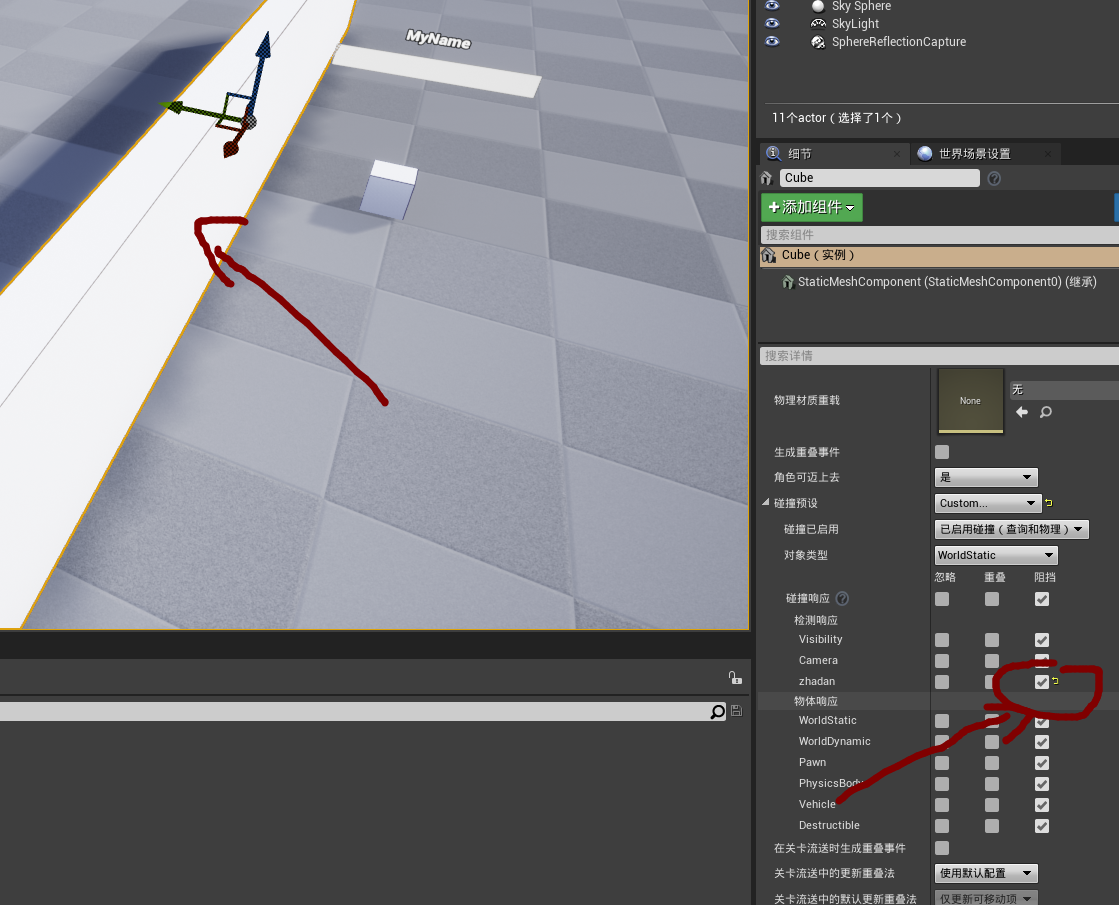 MyName
Sky Sphere
SkyLight
SphereReflectionCapture
11个actor（选择了1个）
细节
世界场景设置
Cube
+添加组件
搜索组件
Cube（实例）
StaticMeshComponent (StaticMeshComponent0) (继承)
搜索详情
物理材质重载
None
无
生成重叠事件
角色可迈上去
是
碰撞预设
Custom...
碰撞已启用
已启用碰撞（查询和物理）
对象类型
WorldStatic
忽略 重叠 阻挡
碰撞响应
检测响应
Visibility
Camera
zhadan
物体响应
WorldStatic
WorldDynamic
Pawn
PhysicsBody
Vehicle
Destructible
在关卡流送时生成重叠事件
关卡流送中的更新重叠法
使用默认配置
关卡流送中的默认更新重叠法
仅更新可移动项